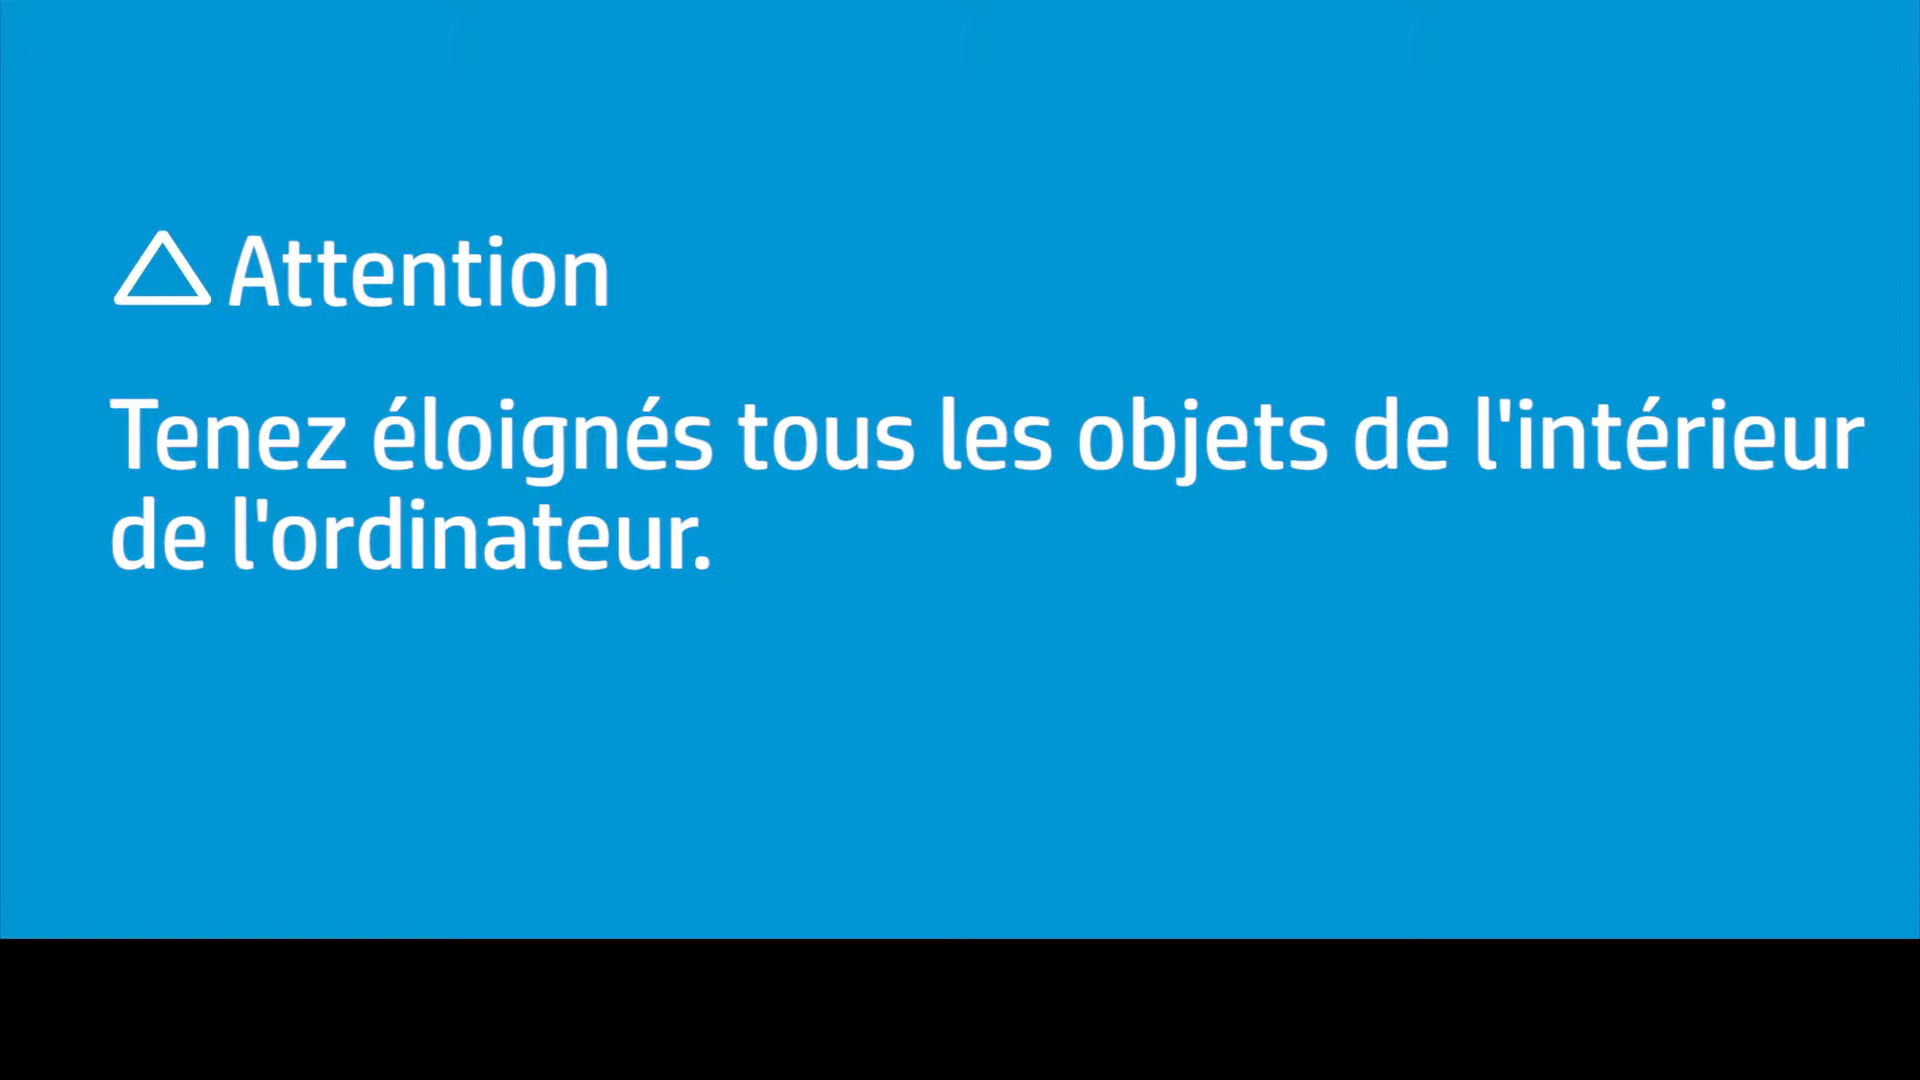 Attention
Tenez éloignés tous les objets de l'intérieur
de l'ordinateur.